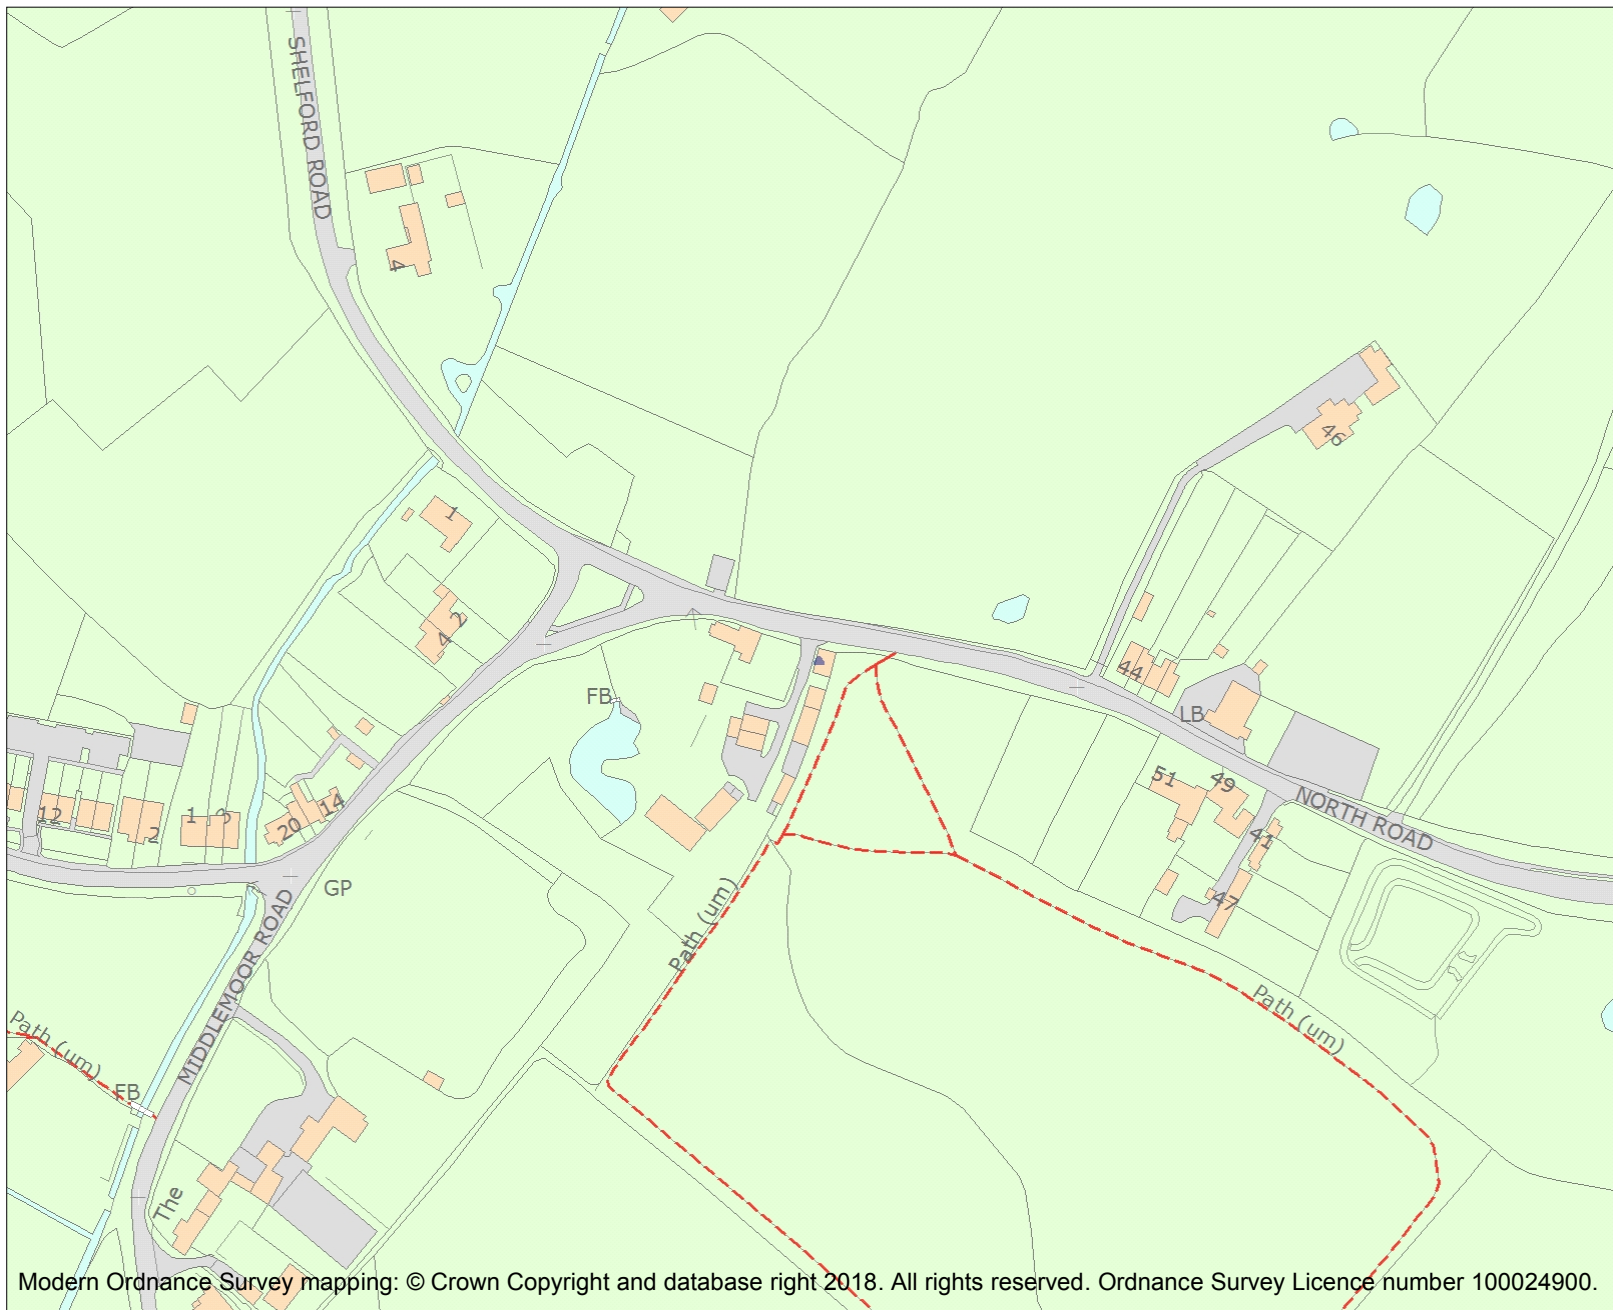 SHELFORD ROAD
4
46
1
2
4
FB
44
LB
51
49
NORTH ROAD
41
47
12
2
1
3
20
14
GP
Path (um)
MIDDLEMOOR ROAD
Path (um)
Path (um)
FB
The
Modern Ordnance Survey mapping: © Crown Copyright and database right 2018. All rights reserved. Ordnance Survey Licence number 100024900.